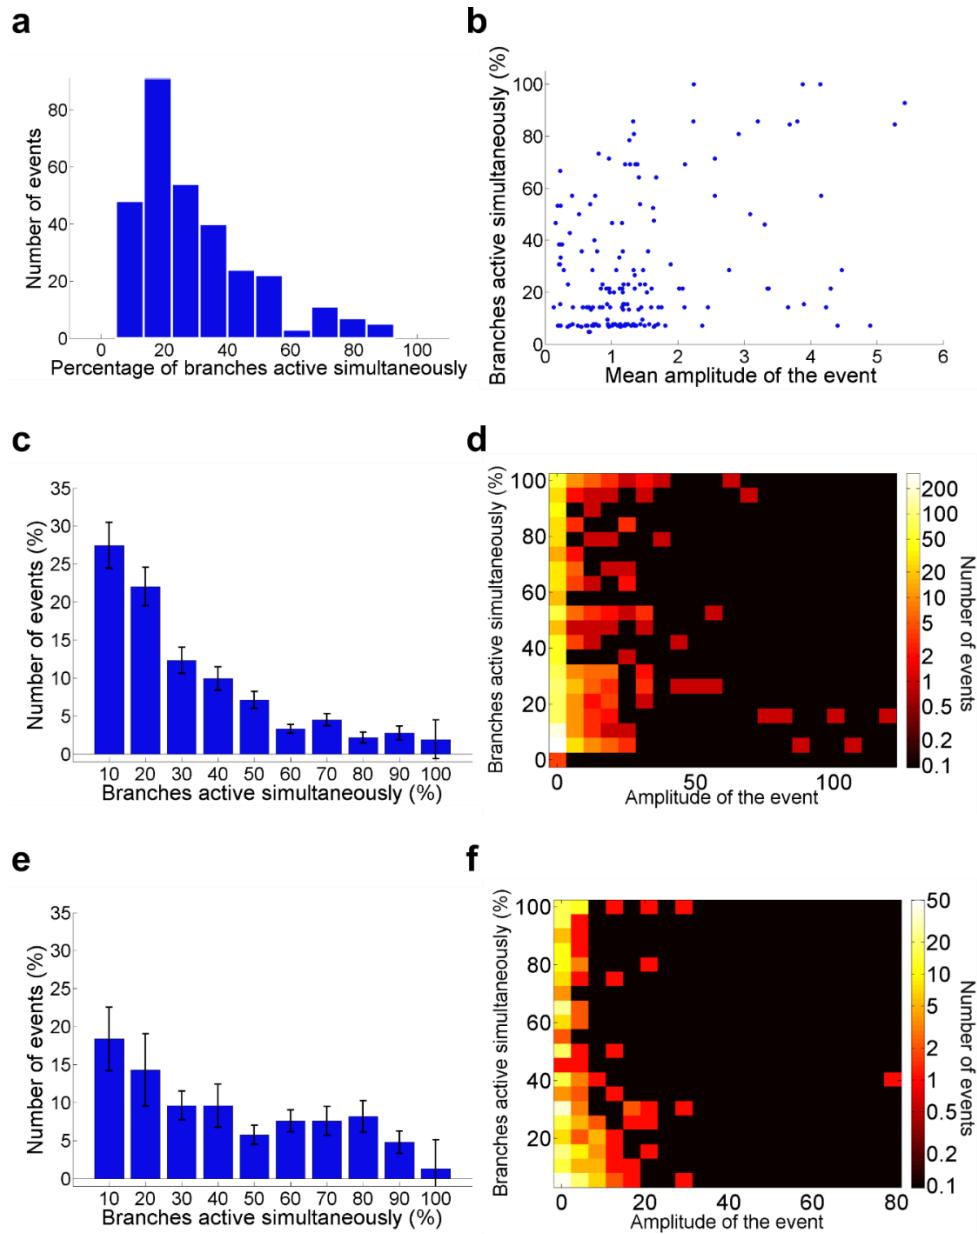 a
Number of events
80
60
40
20
0
0 20 40 60 80 100
Percentage of branches active simultaneously
b
Branches active simultaneously (%)
100
80
60
40
20
0
0 1 2 3 4 5 6
Mean amplitude of the event
c
Number of events (%)
35
30
25
20
15
10
5
0
10 20 30 40 50 60 70 80 90 100
Branches active simultaneously (%)
d
Branches active simultaneously (%)
100
80
60
40
20
0
0 50 100
Amplitude of the event
200
100
50
20
10
5
2
1
0.5
0.2
0.1
Number of events
e
Number of events (%)
35
30
25
20
15
10
5
0
10 20 30 40 50 60 70 80 90 100
Branches active simultaneously (%)
f
Branches active simultaneously (%)
100
80
60
40
20
0 20 40 60 80
Amplitude of the event
50
20
10
5
2
1
0.5
0.2
0.1
Number of events